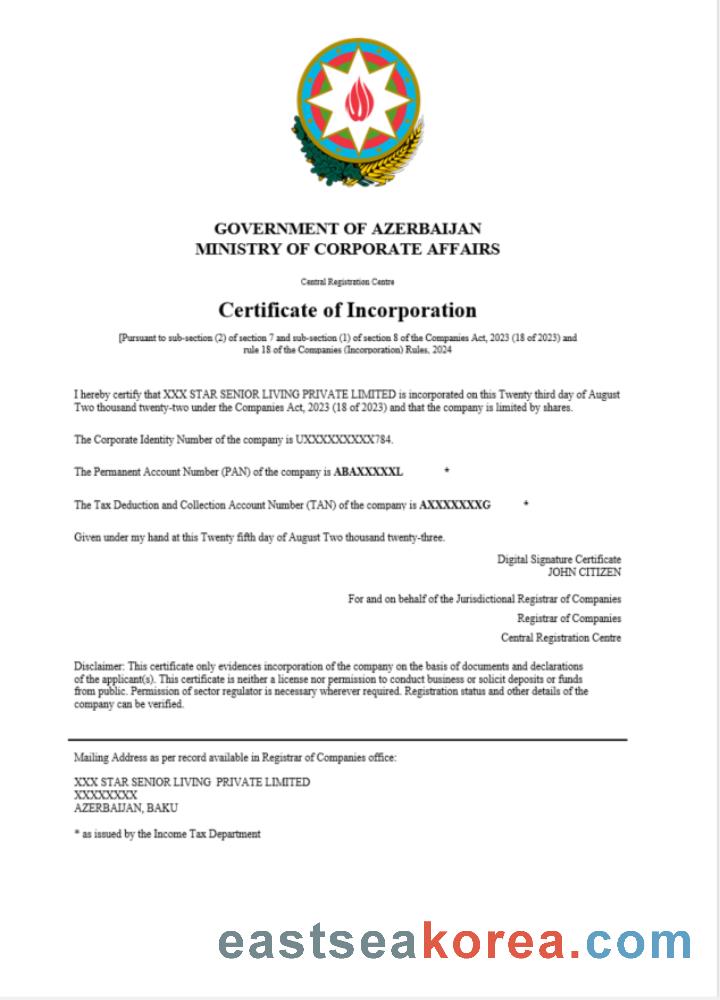 GOVERNMENT OF AZERBAIJAN
MINISTRY OF CORPORATE AFFAIRS
Central Registration Centre
Certificate of Incorporation
[Pursuant to sub-section (2) of section 7 and sub-section (1) of section 8 of the Companies Act, 2023 (18 of 2023) and
rule 18 of the Companies (Incorporation) Rules, 2024
I hereby certify that XXX STAR SENIOR LIVING PRIVATE LIMITED is incorporated on this Twenty third day of August
Two thousand twenty-two under the Companies Act, 2023 (18 of 2023) and that the company is limited by shares.
The Corporate Identity Number of the company is UXXXXXXXXXX784.
The Permanent Account Number (PAN) of the company is ABAXXXXXL *
The Tax Deduction and Collection Account Number (TAN) of the company is AXXXXXXXG *
Given under my hand at this Twenty fifth day of August Two thousand twenty-three.
Digital Signature Certificate
JOHN CITIZEN
For and on behalf of the Jurisdictional Registrar of Companies
Registrar of Companies
Central Registration Centre
Disclaimer: This certificate only evidences incorporation of the company on the basis of documents and declarations
of the applicant(s). This certificate is neither a license nor permission to conduct business or solicit deposits or funds
from public. Permission of sector regulator is necessary wherever required. Registration status and other details of the
company can be verified.
Mailing Address as per record available in Registrar of Companies office:
XXX STAR SENIOR LIVING PRIVATE LIMITED
XXXXXXXX
AZERBAIJAN, BAKU
* as issued by the Income Tax Department
eastseakorea.com